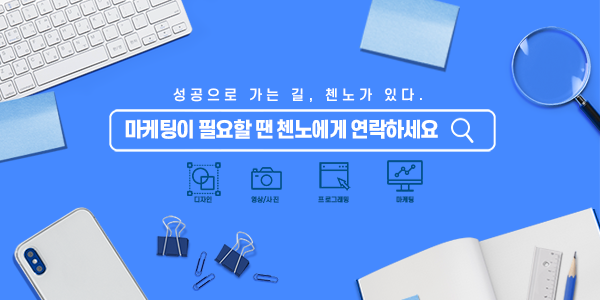 성공으로 가는 길, 첸노가 있다.
마케팅이 필요할 땐 첸노에게 연락하세요
디자인
영상/사진
프로그래밍
마케팅